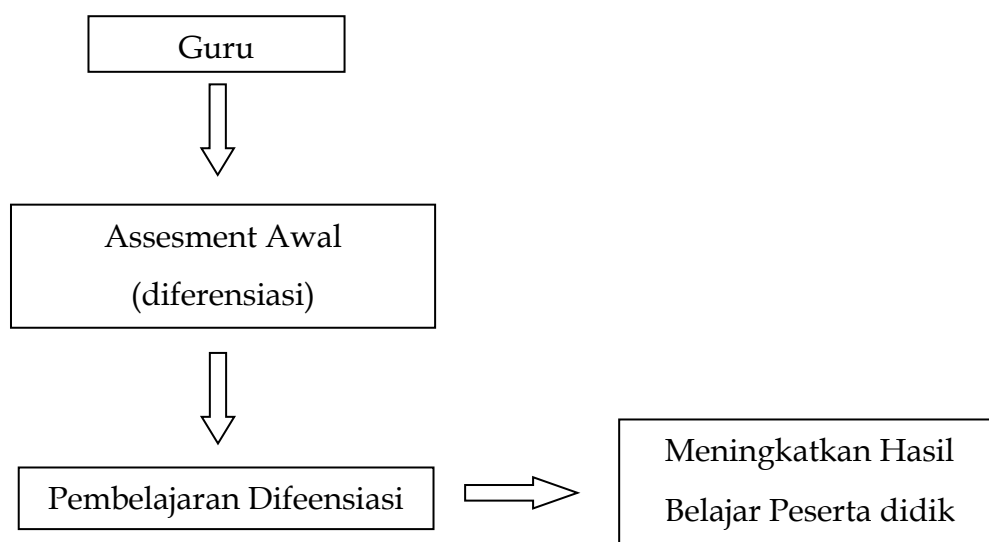 Guru
Assesment Awal
(diferensiasi)
Pembelajaran Difeensiasi
Meningkatkan Hasil
Belajar Peserta didik